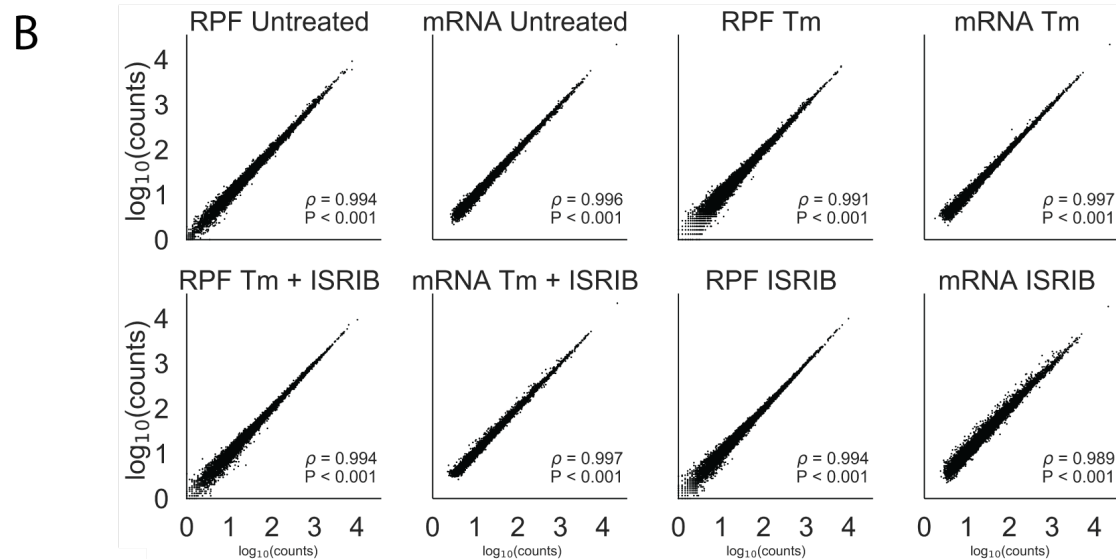 B
RPF Untreated
mRNA Untreated
RPF Tm
mRNA Tm
log10(counts)
4
3
2
1
0
ρ = 0.994
P < 0.001
ρ = 0.996
P < 0.001
ρ = 0.991
P < 0.001
ρ = 0.997
P < 0.001
RPF Tm + ISRIB
mRNA Tm + ISRIB
RPF ISRIB
mRNA ISRIB
log10(counts)
4
3
2
1
0
ρ = 0.994
P < 0.001
ρ = 0.997
P < 0.001
ρ = 0.994
P < 0.001
ρ = 0.989
P < 0.001
0 1 2 3 4
0 1 2 3 4
0 1 2 3 4
0 1 2 3 4
log10(counts)
log10(counts)
log10(counts)
log10(counts)